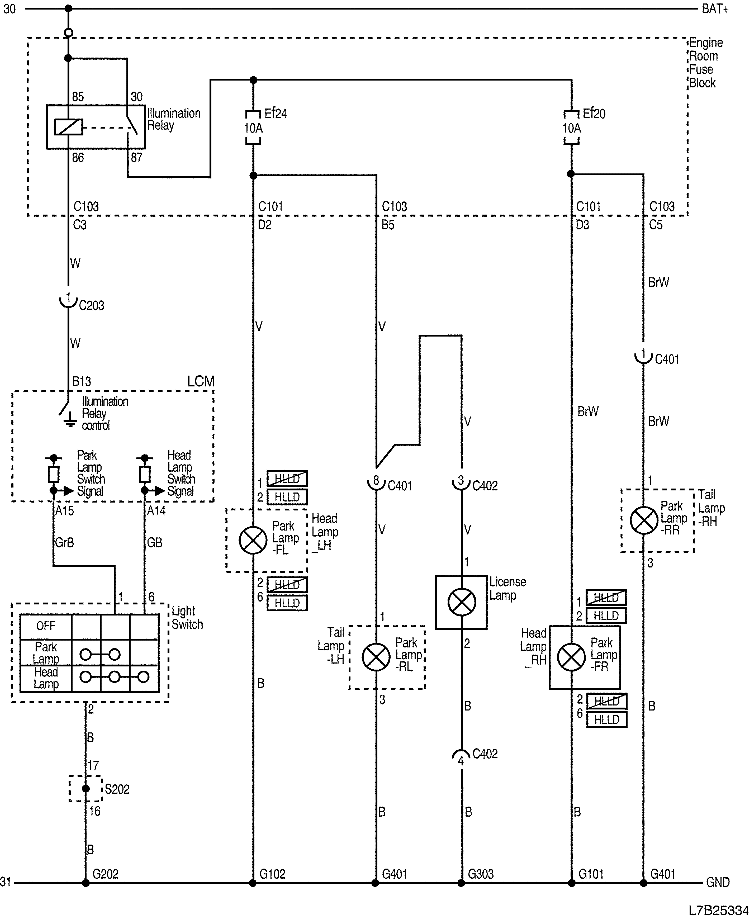 30
BAT+
Engine
Room
Fuse
Block
85
30
Illumination
Relay
86
87
Ef24
10A
Ef20
10A
C103
C3
C101
D2
C103
B5
C101
D3
C103
C5
W
1
C203
W
V
V
BrW
1
C401
BrW
BrW
V
B13
LCM
Illumination
Relay
control
Park
Lamp
Switch
Signal
Head
Lamp
Switch
Signal
A15
A14
GrB
GB
1
6
Light
Switch
OFF
Park
Lamp
Head
Lamp
2
B
17
S202
16
B
1
HLLD
2
HLLD
Park
Lamp
-FL
Head
Lamp
_LH
2
HLLD
6
HLLD
B
8
C401
V
3
C402
V
1
License
Lamp
2
B
C402
4
B
1
Tail
Lamp
-LH
Park
Lamp
-RL
3
B
1
HLLD
2
HLLD
Head
Lamp
_RH
Park
Lamp
-FR
2
HLLD
6
HLLD
B
1
Tail
Lamp
-RH
Park
Lamp
-RR
3
B
31
G202
G102
G401
G303
G101
G401
GND
L7B25334